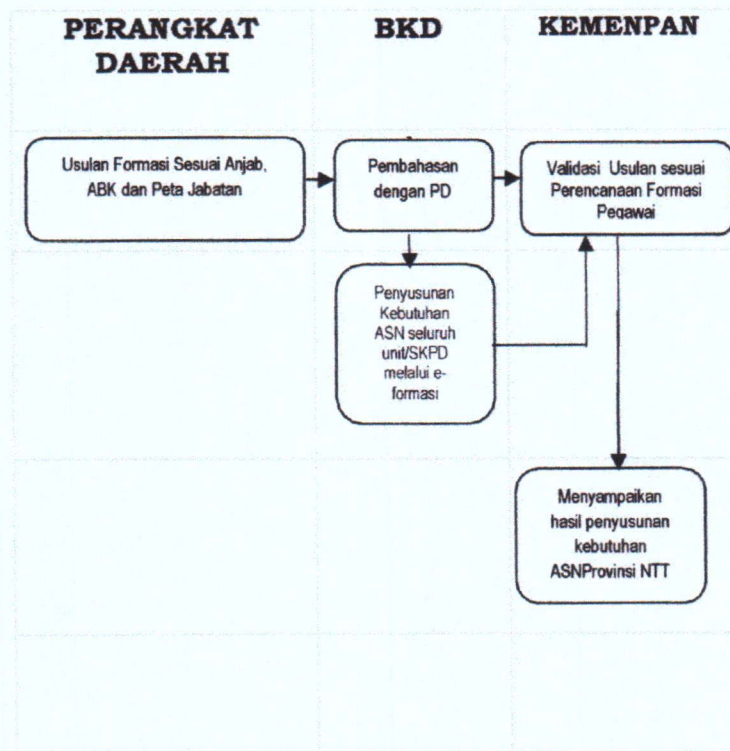 PERANGKAT
DAERAH
BKD
KEMENPAN
Usulan Formasi Sesuai Anjab,
ABK dan Peta Jabatan
Pembahasan
dengan PD
Validasi Usulan sesuai
Perencanaan Formasi
Pegawai
Penyusunan
Kebutuhan
ASN seluruh
unit/SKPD
melalui e-
formasi
Menyampaikan
hasil penyusunan
kebutuhan
ASNProvinsi NTT